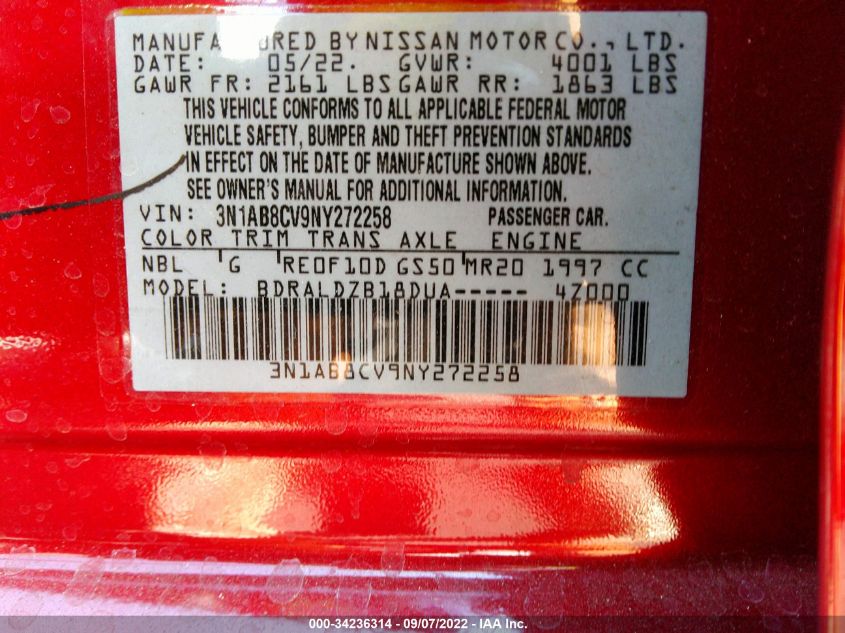 MANUFA URED BY NISSAN MOTOR CO., LTD.
DATE: 05/22. GVWR: 4001 LBS
GAWR FR: 2161 LBS GAWR RR: 1863 LBS
THIS VEHICLE CONFORMS TO ALL APPLICABLE FEDERAL MOTOR
VEHICLE SAFETY, BUMPER AND THEFT PREVENTION STANDARDS
IN EFFECT ON THE DATE OF MANUFACTURE SHOWN ABOVE.
SEE OWNER'S MANUAL FOR ADDITIONAL INFORMATION.
VIN: 3N1AB8CV9NY272258 PASSENGER CAR.
COLOR TRIM TRANS AXLE ENGINE
NBL G RE0F10D GS50 MR20 1997 CC
MODEL: BDRALDZB18DUA----- 4Z000
3N1AB8CV9NY272258
000-34236314 - 09/07/2022 - IAA Inc.